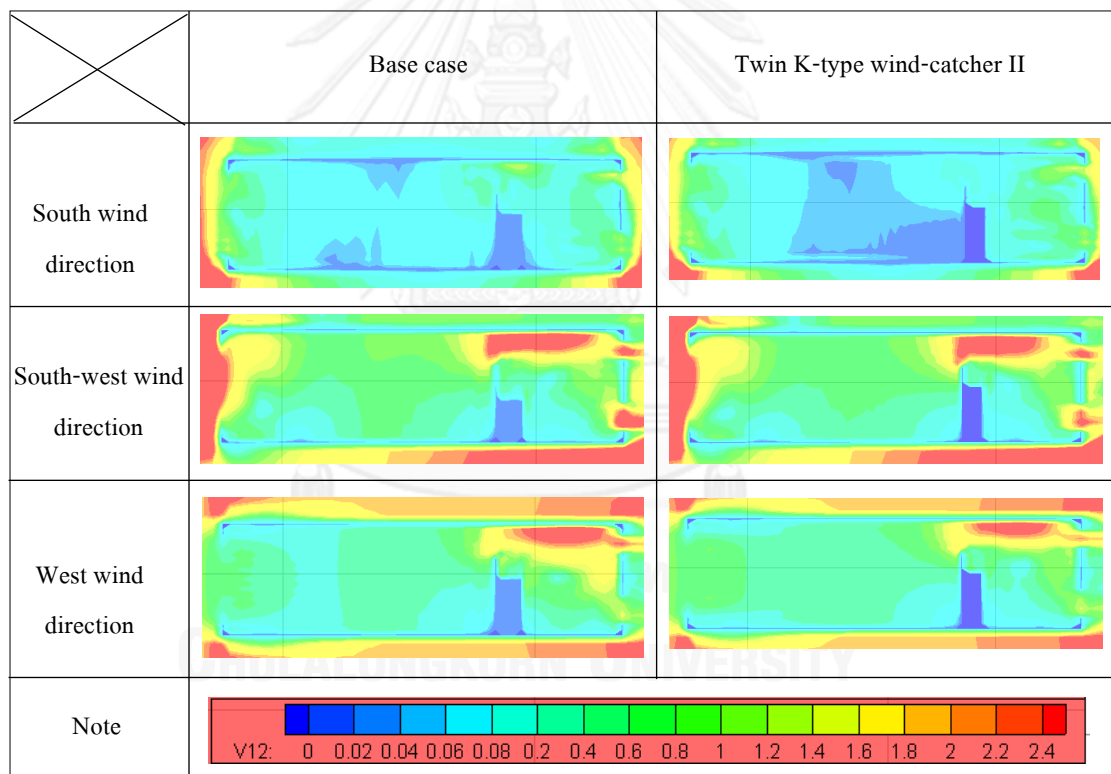 Base case
Twin K-type wind-catcher II
South wind
direction
South-west wind
direction
West wind
direction
CHULALONGKORN UNIVERSITY
Note
V12: 0 0.02 0.04 0.06 0.08 0.2 0.4 0.6 0.8 1 1.2 1.4 1.6 1.8 2 2.2 2.4